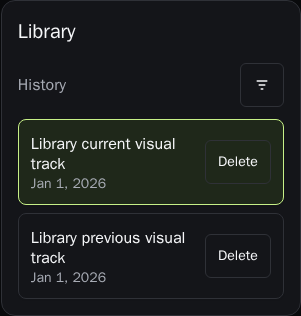 Library
History
Library current visual
track
Delete
Jan 1, 2026
Library previous visual
track
Delete
Jan 1, 2026